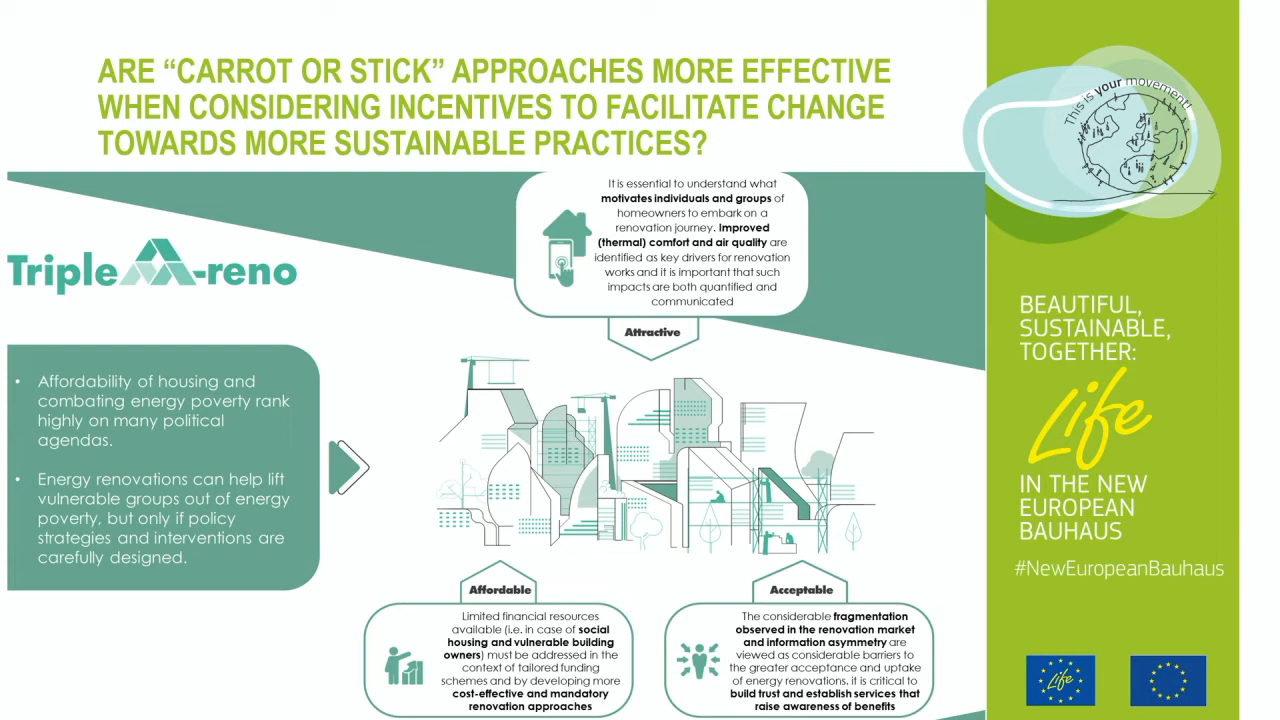 ARE “CARROT OR STICK” APPROACHES MORE EFFECTIVE
WHEN CONSIDERING INCENTIVES TO FACILITATE CHANGE
TOWARDS MORE SUSTAINABLE PRACTICES?
This is your movement!
It is essential to understand what
motivates individuals and groups of
homeowners to embark on a
renovation journey. Improved
(thermal) comfort and air quality are
identified as key drivers for renovation
works and it is important that such
impacts are both quantified and
communicated
Attractive
Triple -reno
• Affordability of housing and
combating energy poverty rank
highly on many political
agendas.
• Energy renovations can help lift
vulnerable groups out of energy
poverty, but only if policy
strategies and interventions are
carefully designed.
Affordable
Limited financial resources
available (i.e. in case of social
housing and vulnerable building
owners) must be addressed in the
context of tailored funding
schemes and by developing more
cost-effective and mandatory
renovation approaches
Acceptable
The considerable fragmentation
observed in the renovation market
and information asymmetry are
viewed as considerable barriers to
the greater acceptance and uptake
of energy renovations. it is critical to
build trust and establish services that
raise awareness of benefits
BEAUTIFUL,
SUSTAINABLE,
TOGETHER:
Life
IN THE NEW
EUROPEAN
BAUHAUS
#NewEuropeanBauhaus
Life